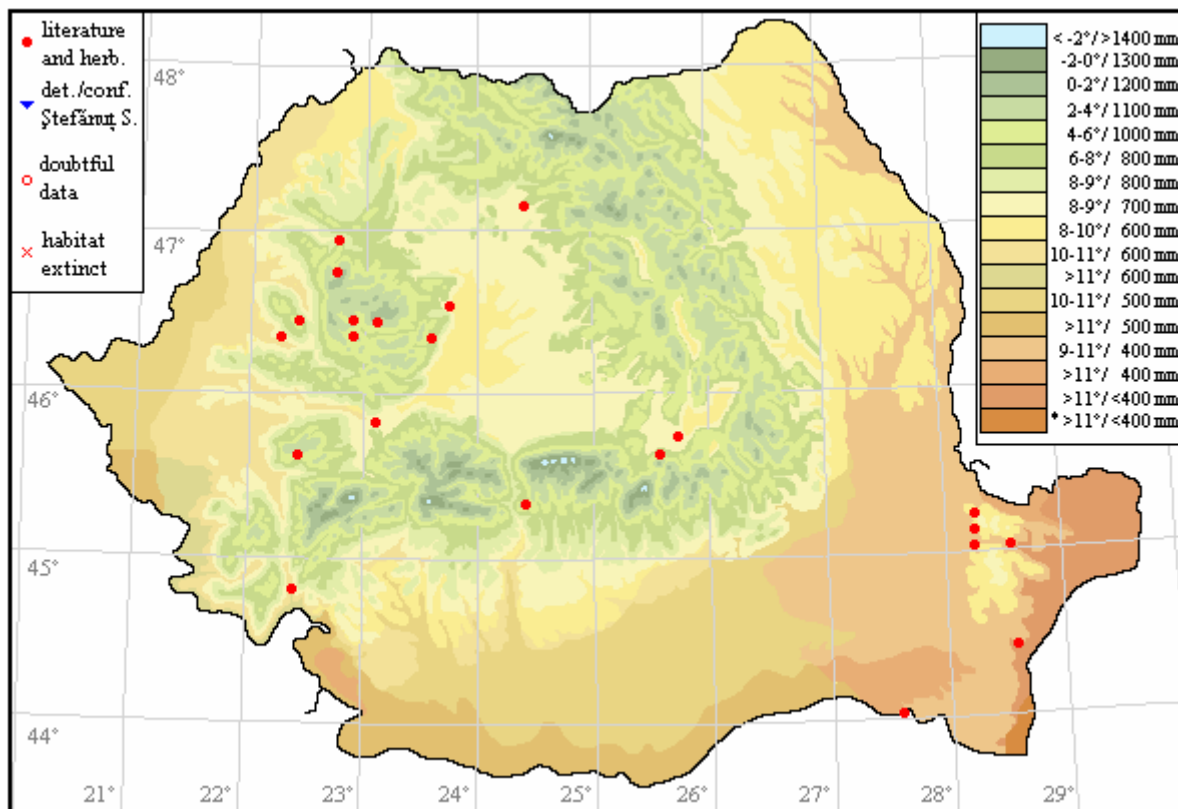 literature
and herb.
det./conf.
Ştefănuţ S.
doubtful
data
habitat
extinct
< -2°/>1400 mm
-2-0°/1300 mm
0-2°/1200 mm
2-4°/1100 mm
4-6°/1000 mm
6-8°/ 800 mm
8-9°/ 800 mm
8-9°/ 700 mm
8-10°/ 600 mm
10-11°/ 600 mm
>11°/ 600 mm
10-11°/ 500 mm
>11°/ 500 mm
9-11°/ 400 mm
>11°/ 400 mm
>11°/<400 mm
* >11°/<400 mm
48°
47°
46°
45°
44°
21°
22°
23°
24°
25°
26°
27°
28°
29°